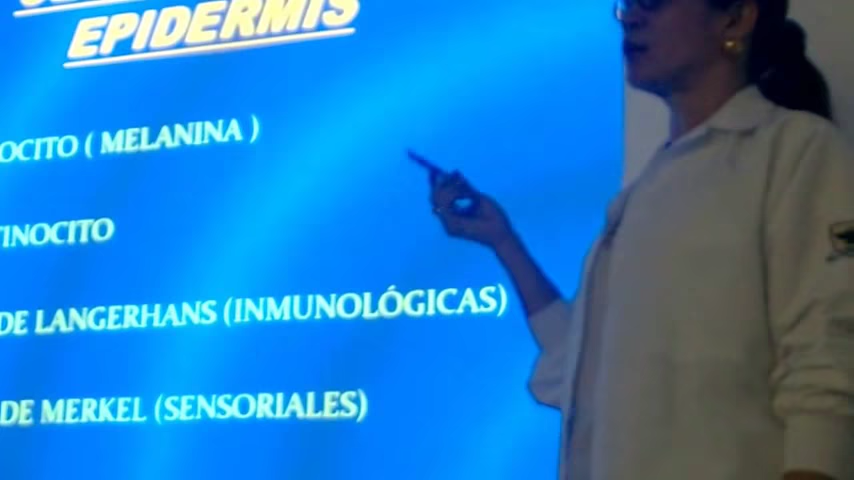 EPIDERMIS
OCITO ( MELANINA )
TINOCITO
DE LANGERHANS (INMUNOLÓGICAS)
DE MERKEL (SENSORIALES)